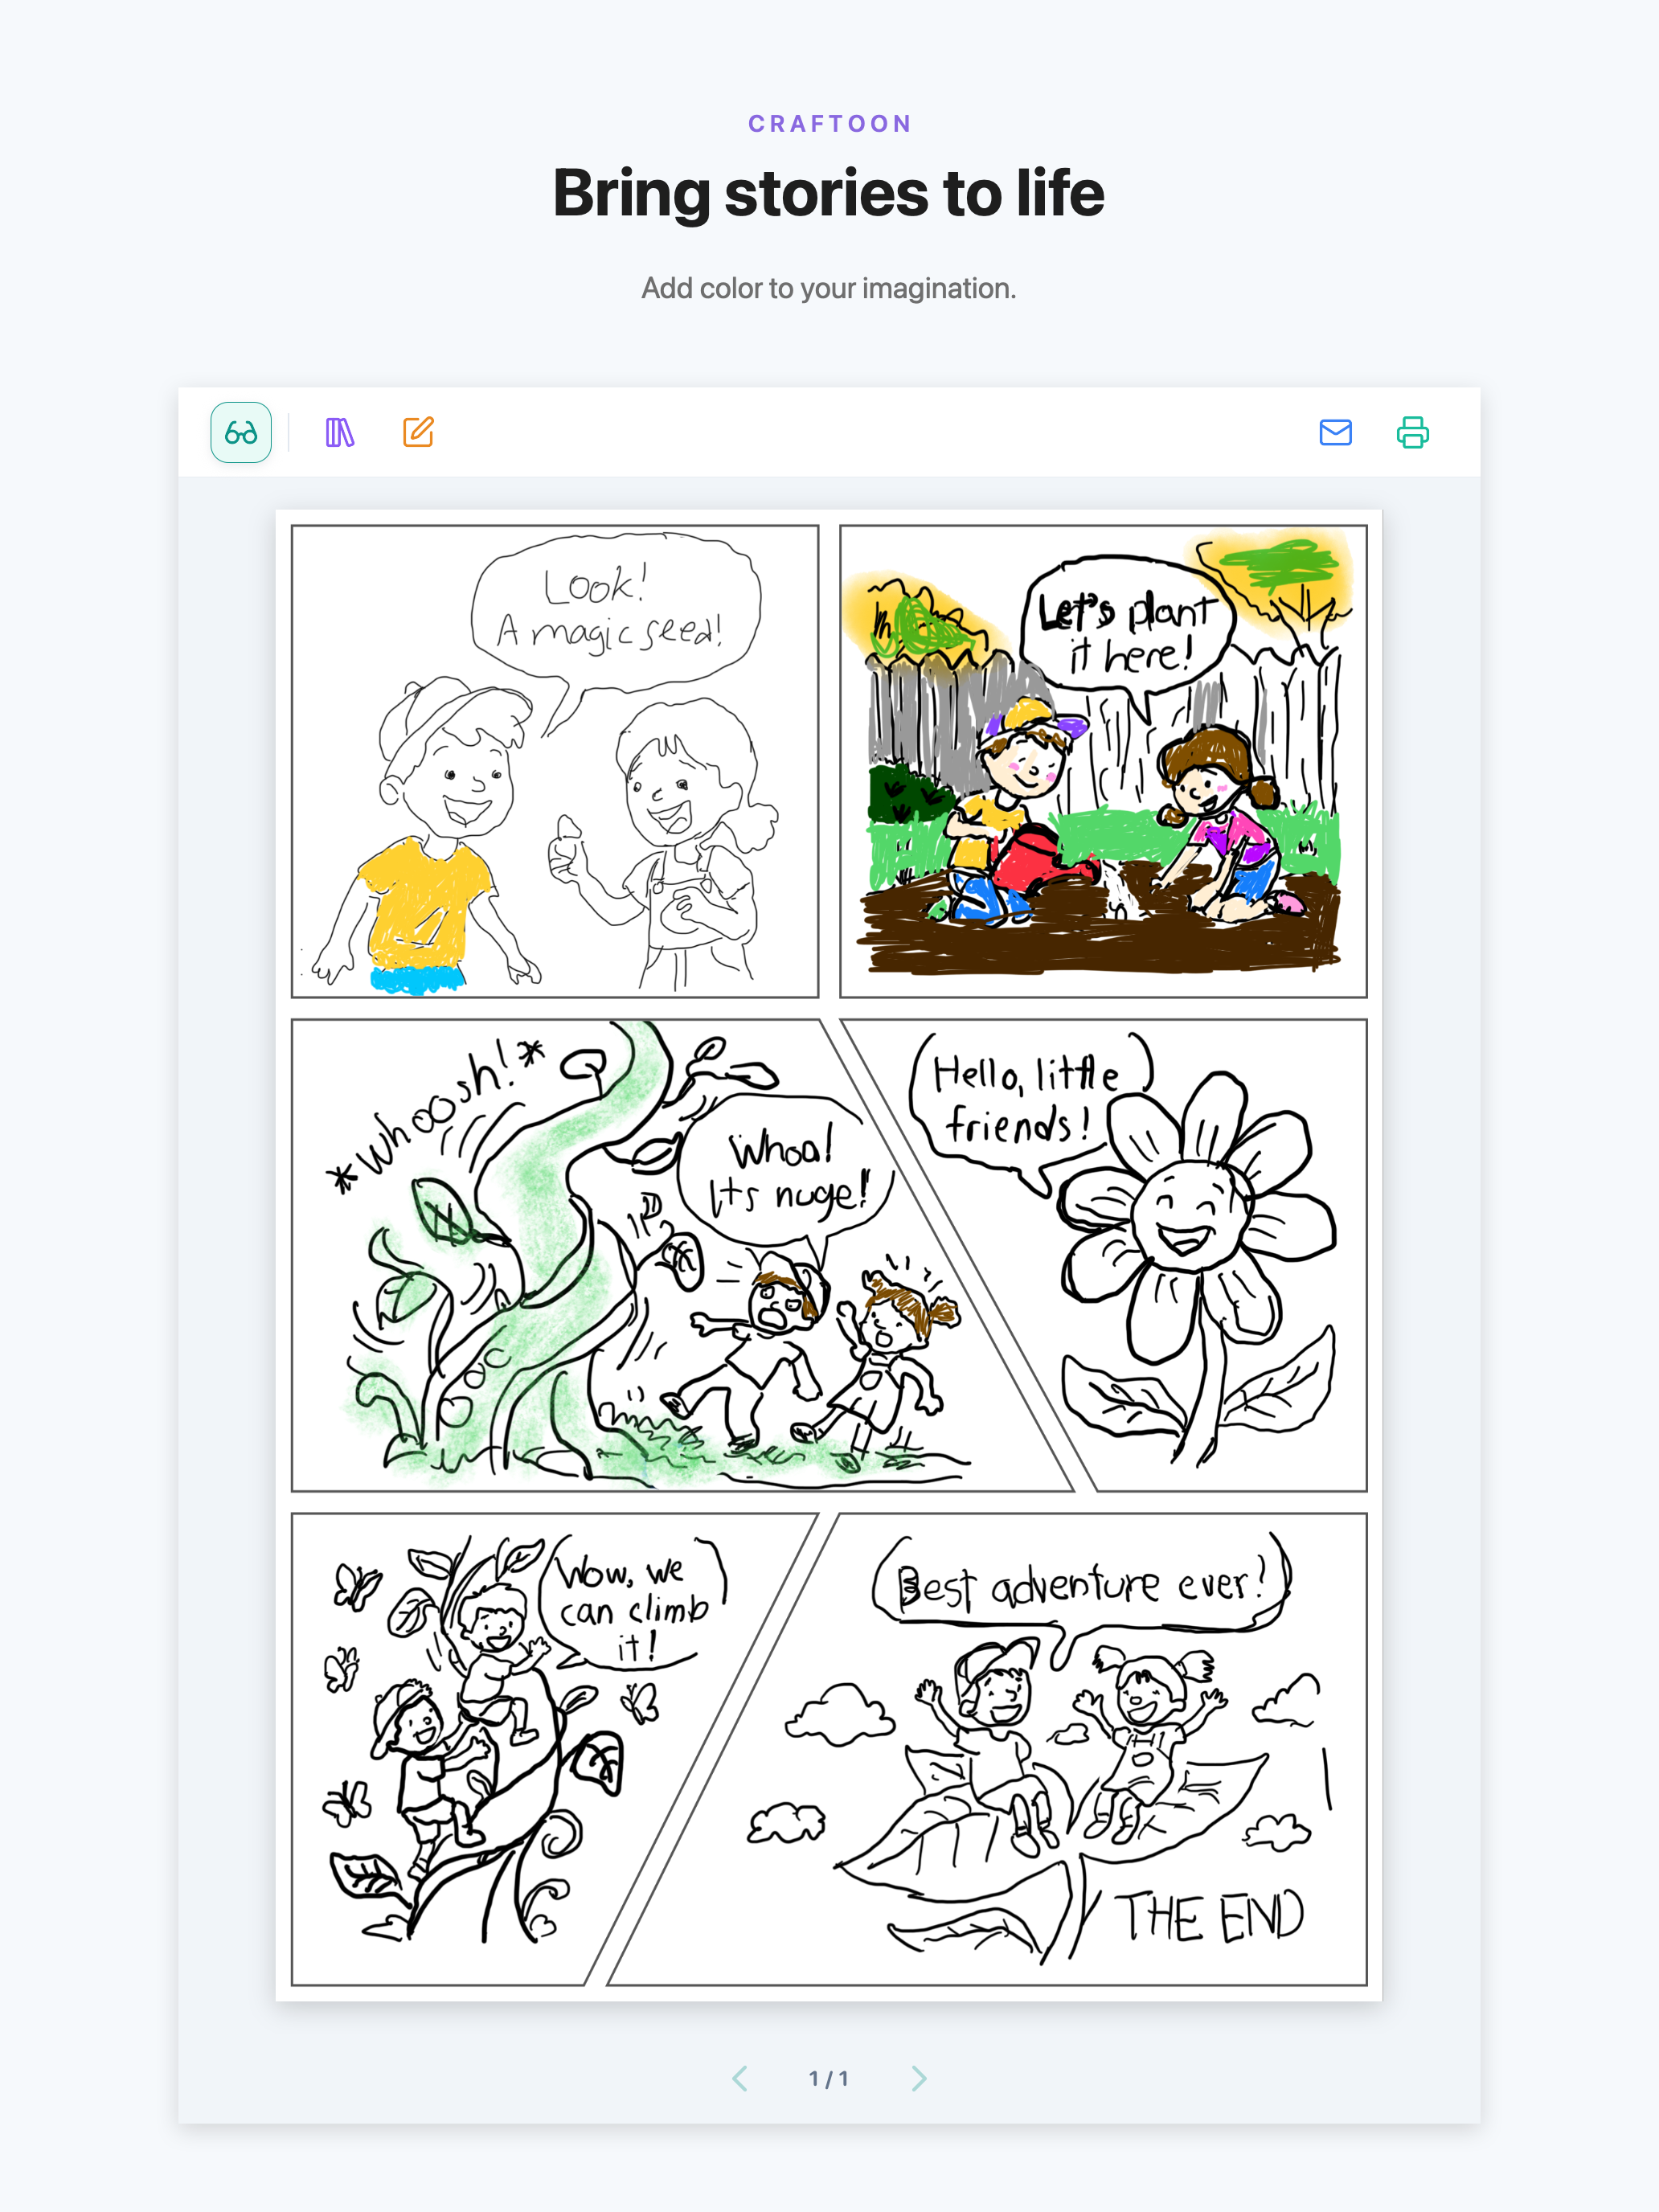 CRAFTOON
Bring stories to life
Add color to your imagination.
Look!
A magic seed!
Let's plant
it here!
*Whoosh!*
Whoa!
Its nuge!
Hello, little
friends!
Wow, we
can climb
it!
Best adventure ever!
THE END
1 / 1